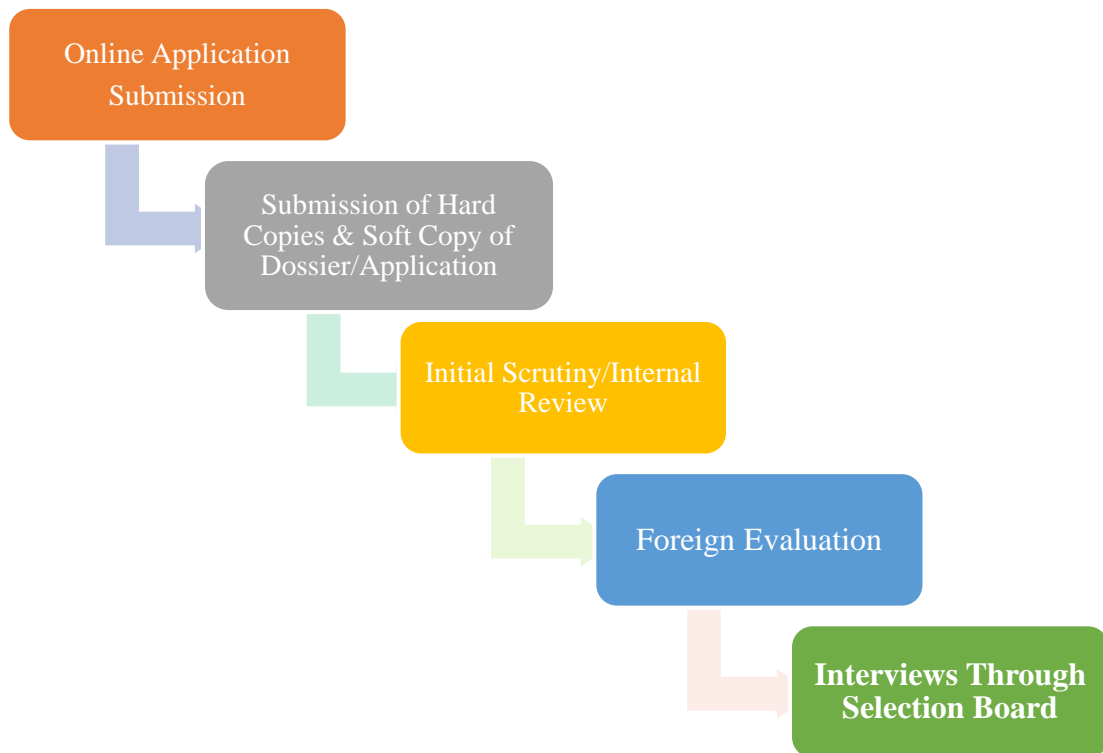 Online Application
Submission
Submission of Hard
Copies & Soft Copy of
Dossier/Application
Initial Scrutiny/Internal
Review
Foreign Evaluation
Interviews Through
Selection Board